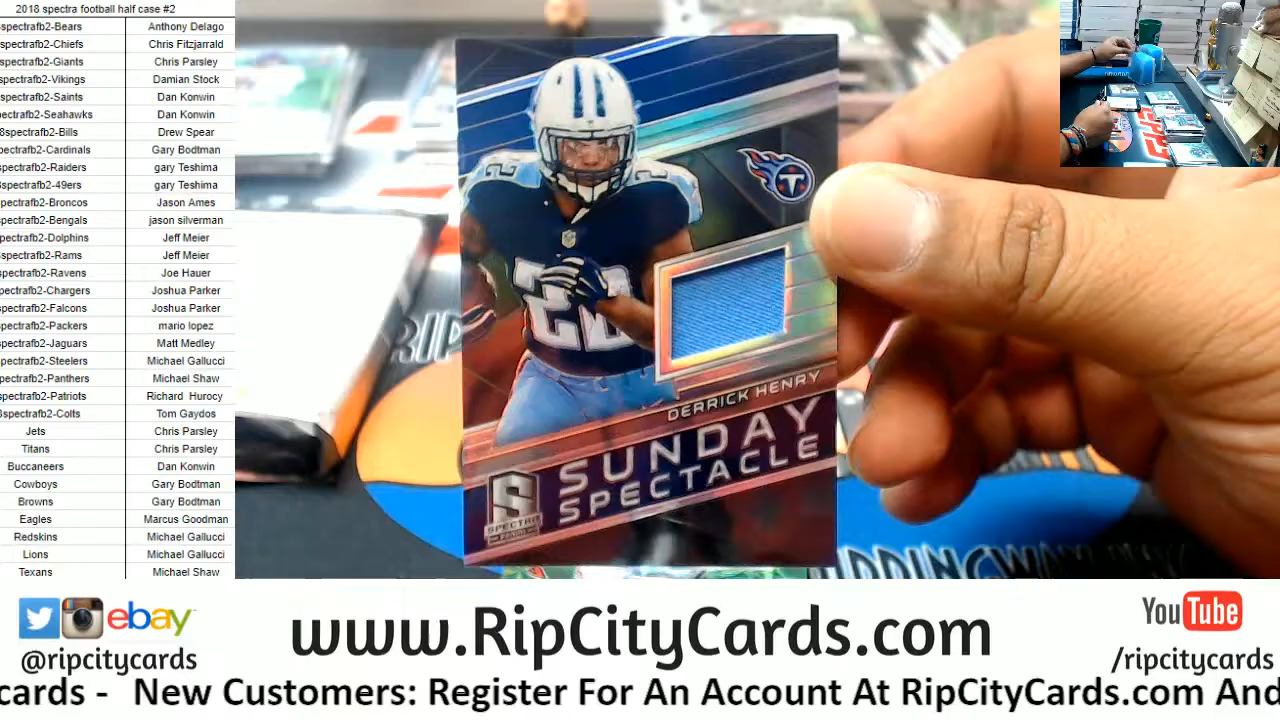 2018 spectra football half case #2
spectrafb2-Bears Anthony Delago
spectrafb2-Chiefs Chris Fitzjarrald
spectrafb2-Giants Chris Parsley
spectrafb2-Vikings Damian Stock
spectrafb2-Saints Dan Konwin
pectrafb2-Seahawks Dan Konwin
8spectrafb2-Bills Drew Spear
pectrafb2-Cardinals Gary Bodtman
pectrafb2-Raiders gary Teshima
8spectrafb2-49ers gary Teshima
pectrafb2-Broncos Jason Ames
spectrafb2-Bengals jason silverman
pectrafb2-Dolphins Jeff Meier
spectrafb2-Rams Jeff Meier
pectrafb2-Ravens Joe Hauer
pectrafb2-Chargers Joshua Parker
pectrafb2-Falcons Joshua Parker
pectrafb2-Packers mario lopez
pectrafb2-Jaguars Matt Medley
pectrafb2-Steelers Michael Gallucci
pectrafb2-Panthers Michael Shaw
pectrafb2-Patriots Richard Hurocy
8spectrafb2-Colts Tom Gaydos
Jets Chris Parsley
Titans Chris Parsley
Buccaneers Dan Konwin
Cowboys Gary Bodtman
Browns Gary Bodtman
Eagles Marcus Goodman
Redskins Michael Gallucci
Lions Michael Gallucci
Texans Michael Shaw
22
T
22
DERRICK HENRY
SUNDAY
SPECTACLE
S
SPECTRA
PANINI
RIP
ebay
@ripcitycards
www.RipCityCards.com
YouTube
/ripcitycards
cards - New Customers: Register For An Account At RipCityCards.com And